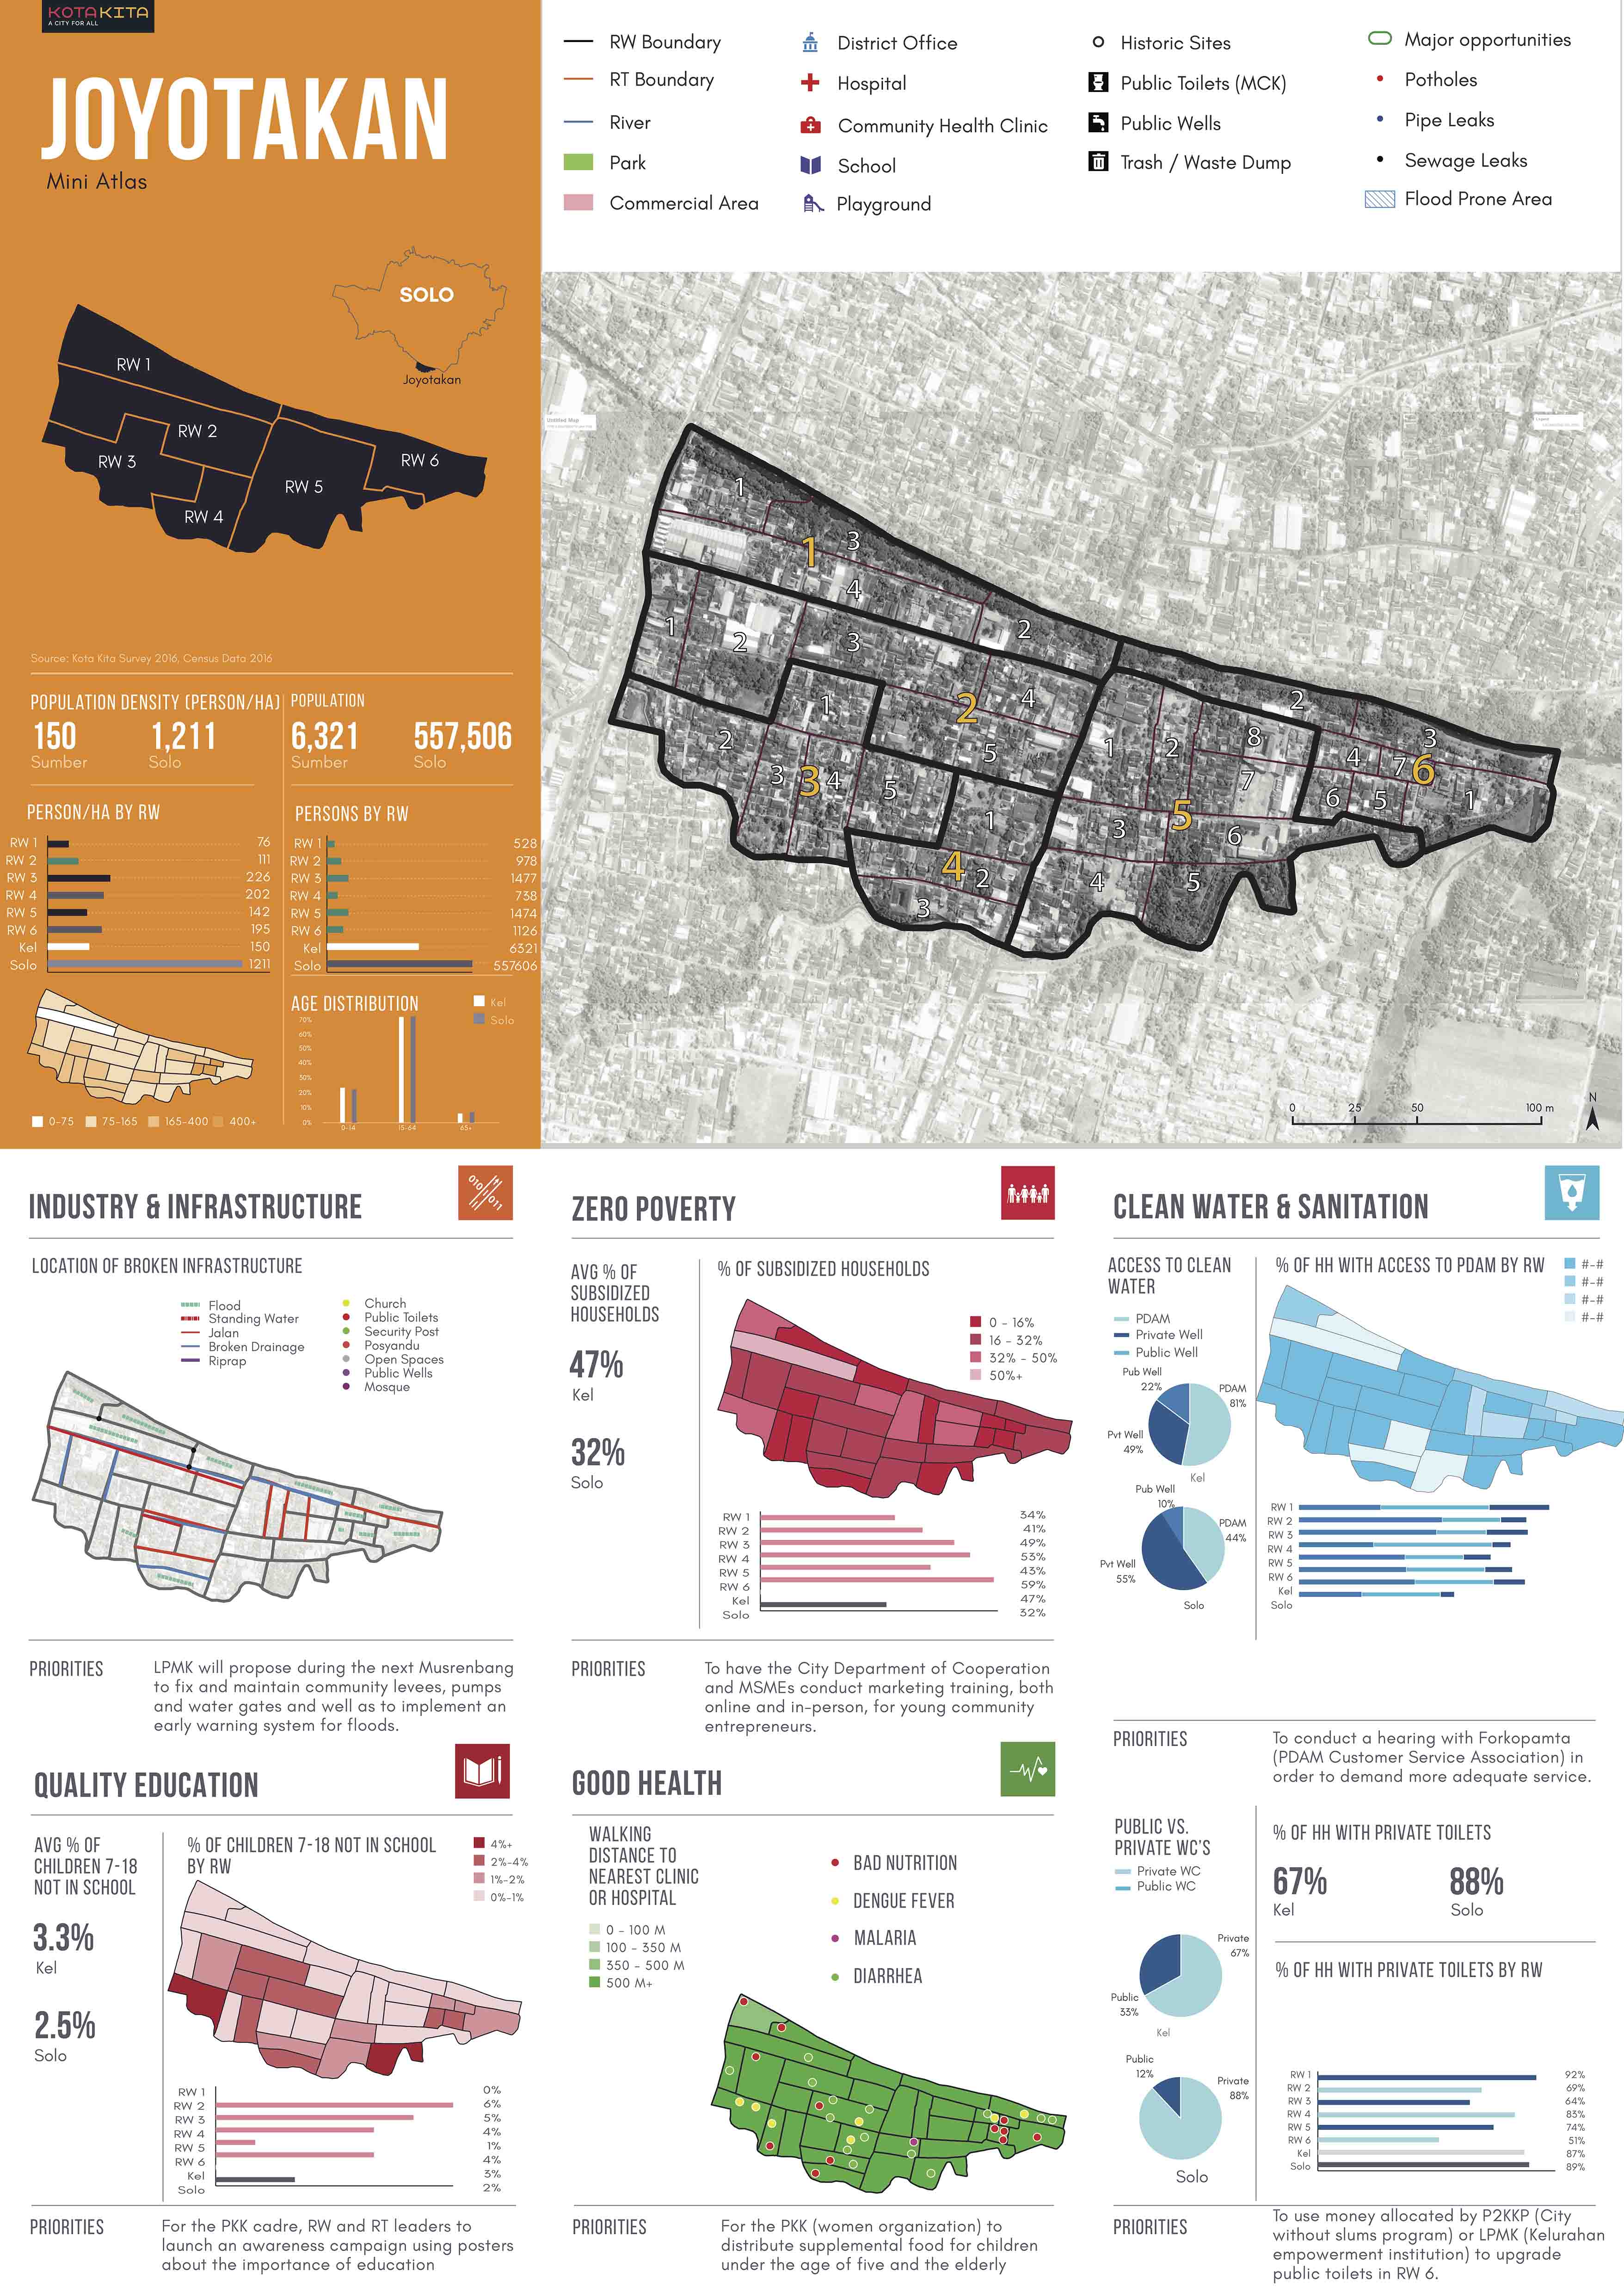 KOTAKITA
A CITY FOR ALL
JOYOTAKAN
Mini Atlas
SOLO
Joyotakan
RW 1
RW 2
RW 3
RW 4
RW 5
RW 6
Source: Kota Kita Survey 2016, Census Data 2016
POPULATION DENSITY (PERSON/HA)
150 1,211
Sumber Solo
POPULATION
6,321 557,506
Sumber Solo
PERSON/HA BY RW
RW 1 76
RW 2 111
RW 3 226
RW 4 202
RW 5 142
RW 6 195
Kel 150
Solo 1211
PERSONS BY RW
RW 1 528
RW 2 978
RW 3 1477
RW 4 738
RW 5 1474
RW 6 1126
Kel 6321
Solo 557606
0-75 75-165 165-400 400+
AGE DISTRIBUTION
Kel
Solo
70%
60%
50%
40%
30%
20%
10%
0%
0-14 15-64 65+
RW Boundary
RT Boundary
River
Park
Commercial Area
District Office
Hospital
Community Health Clinic
School
Playground
Historic Sites
Public Toilets (MCK)
Public Wells
Trash / Waste Dump
Major opportunities
Potholes
Pipe Leaks
Sewage Leaks
Flood Prone Area
Untitled Map
1
1 3
4
2
1 2 3
2 4
5
1
2
3 3 4 5
1
4 2
3
1 2 8
7
5
3 6
4 5
2
3
4 7 6
6 5 1
0 25 50 100 m
N
INDUSTRY & INFRASTRUCTURE
LOCATION OF BROKEN INFRASTRUCTURE
Flood
Standing Water
Jalan
Broken Drainage
Riprap
Church
Public Toilets
Security Post
Posyandu
Open Spaces
Public Wells
Mosque
PRIORITIES
LPMK will propose during the next Musrenbang
to fix and maintain community levees, pumps
and water gates and well as to implement an
early warning system for floods.
ZERO POVERTY
AVG % OF
SUBSIDIZED
HOUSEHOLDS
47%
Kel
32%
Solo
% OF SUBSIDIZED HOUSEHOLDS
0 - 16%
16 - 32%
32% - 50%
50%+
RW 1 34%
RW 2 41%
RW 3 49%
RW 4 53%
RW 5 43%
RW 6 59%
Kel 47%
Solo 32%
PRIORITIES
To have the City Department of Cooperation
and MSMEs conduct marketing training, both
online and in-person, for young community
entrepreneurs.
CLEAN WATER & SANITATION
ACCESS TO CLEAN
WATER
PDAM
Private Well
Public Well
Pub Well
22%
PDAM
81%
Pvt Well
49%
Kel
Pub Well
10%
PDAM
44%
Pvt Well
55%
Solo
% OF HH WITH ACCESS TO PDAM BY RW
#-#
#-#
#-#
#-#
RW 1
RW 2
RW 3
RW 4
RW 5
RW 6
Kel
Solo
PRIORITIES
To conduct a hearing with Forkopamta
(PDAM Customer Service Association) in
order to demand more adequate service.
QUALITY EDUCATION
AVG % OF
CHILDREN 7-18
NOT IN SCHOOL
3.3%
Kel
2.5%
Solo
% OF CHILDREN 7-18 NOT IN SCHOOL
BY RW
4%+
2%-4%
1%-2%
0%-1%
RW 1 0%
RW 2 6%
RW 3 5%
RW 4 4%
RW 5 1%
RW 6 4%
Kel 3%
Solo 2%
PRIORITIES
For the PKK cadre, RW and RT leaders to
launch an awareness campaign using posters
about the importance of education
GOOD HEALTH
WALKING
DISTANCE TO
NEAREST CLINIC
OR HOSPITAL
0 - 100 M
100 - 350 M
350 - 500 M
500 M+
BAD NUTRITION
DENGUE FEVER
MALARIA
DIARRHEA
PRIORITIES
For the PKK (women organization) to
distribute supplemental food for children
under the age of five and the elderly
PUBLIC VS.
PRIVATE WC'S
Private WC
Public WC
Private
67%
Public
33%
Kel
Public
12%
Private
88%
Solo
% OF HH WITH PRIVATE TOILETS
67% 88%
Kel Solo
% OF HH WITH PRIVATE TOILETS BY RW
RW 1 92%
RW 2 69%
RW 3 64%
RW 4 83%
RW 5 74%
RW 6 51%
Kel 87%
Solo 89%
PRIORITIES
To use money allocated by P2KKP (City
without slums program) or LPMK (Kelurahan
empowerment institution) to upgrade
public toilets in RW 6.